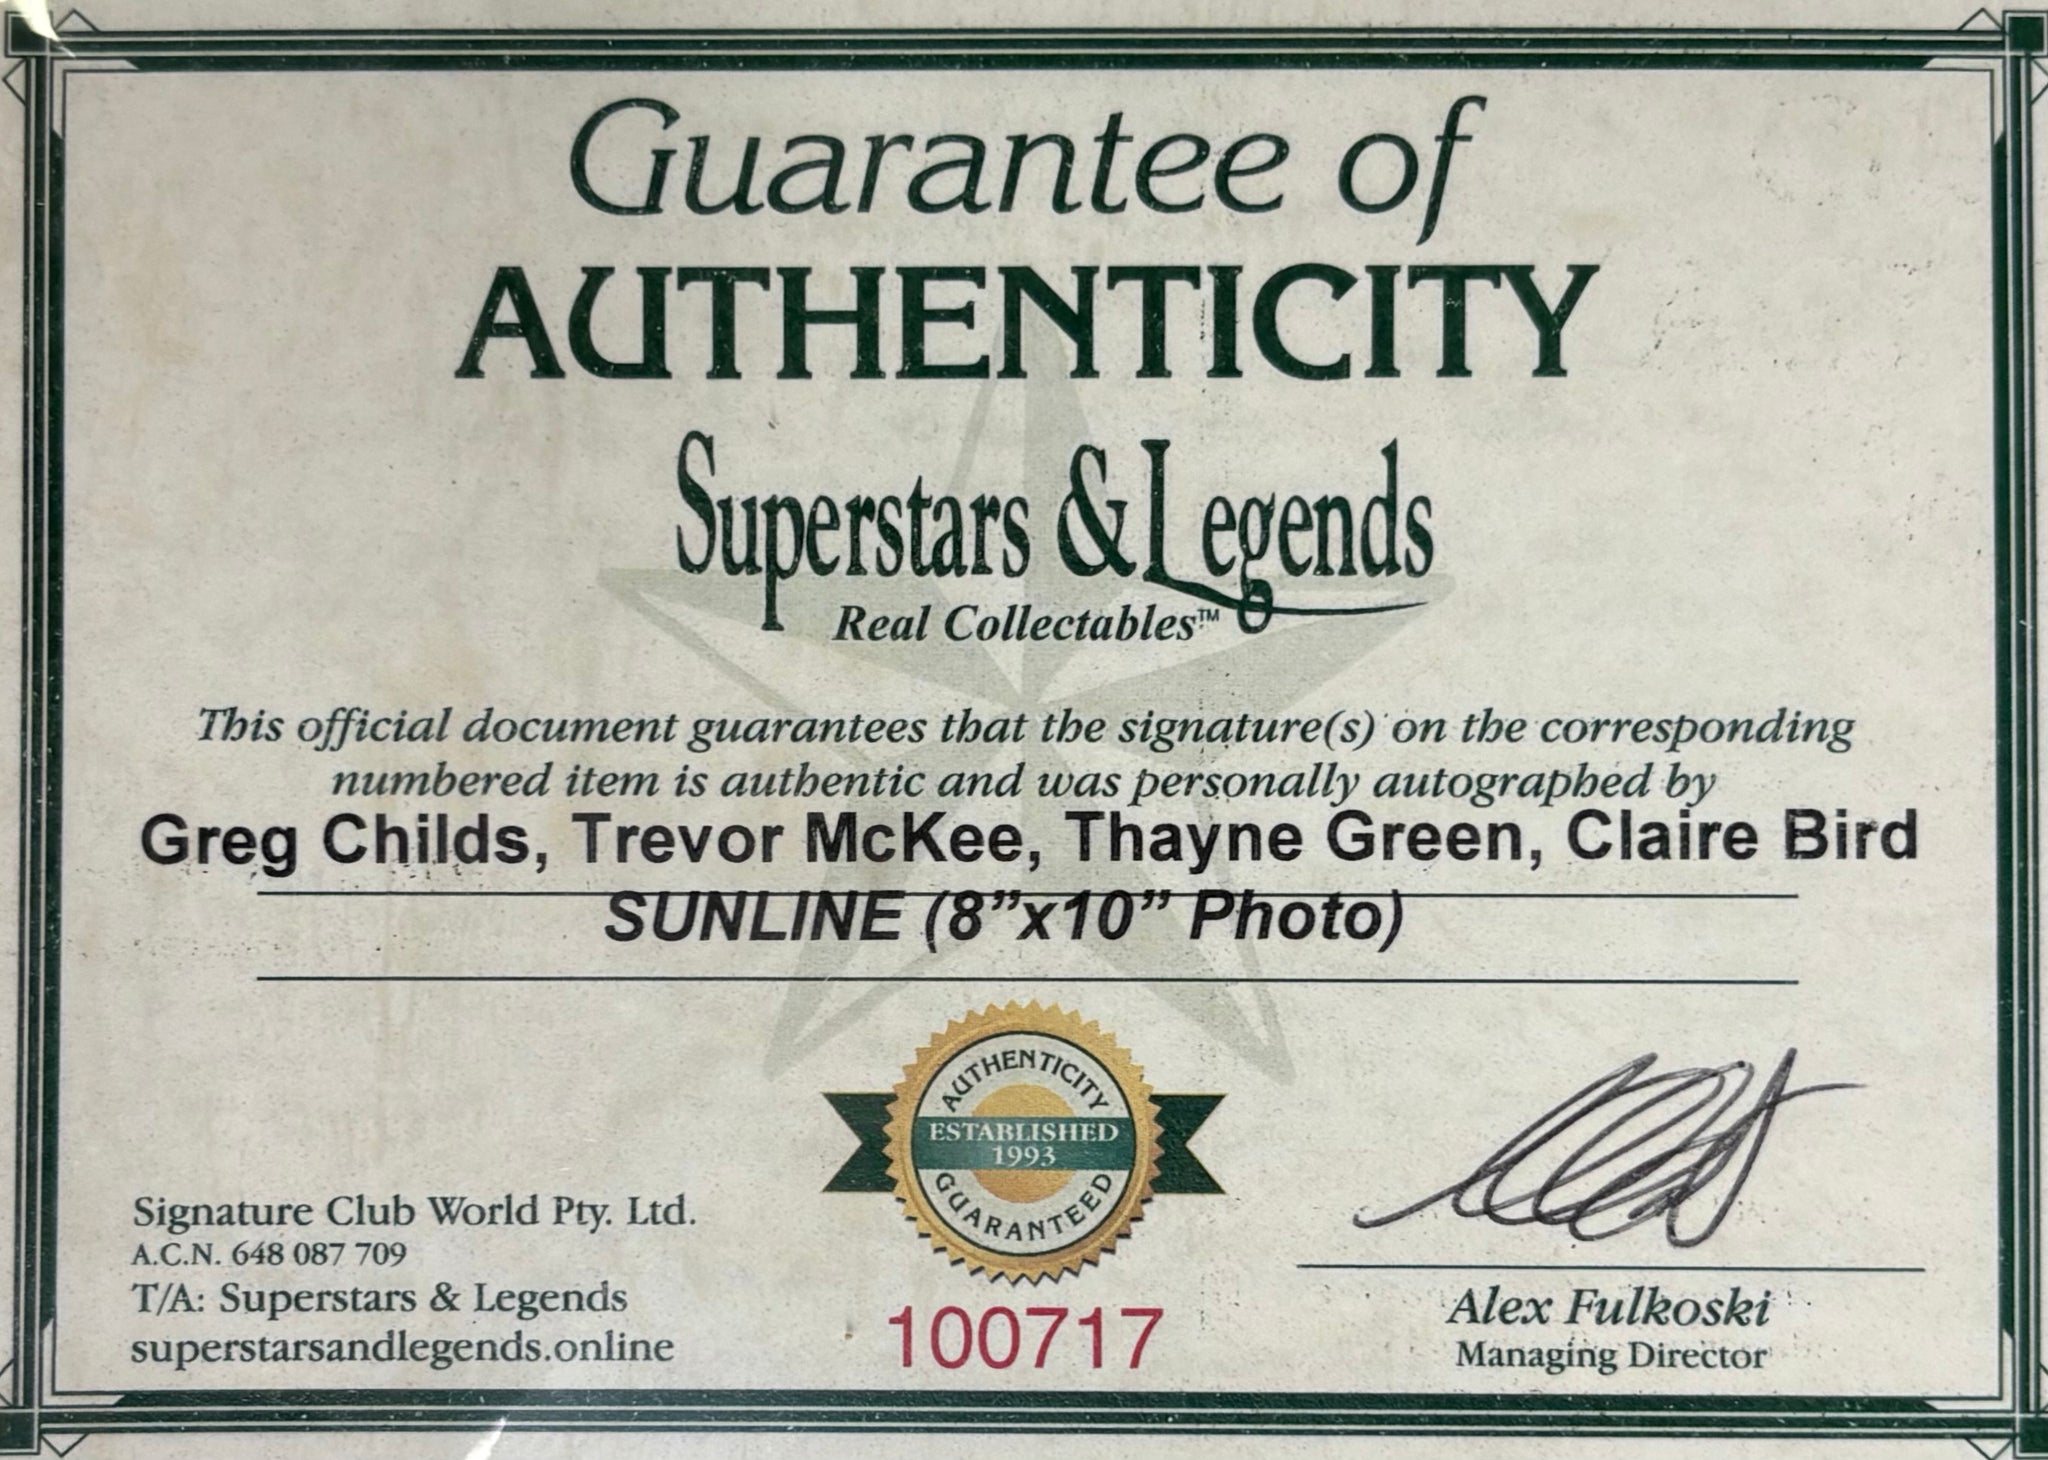 Guarantee of
AUTHENTICITY
Superstars & Legends
Real Collectables™
This official document guarantees that the signature(s) on the corresponding
numbered item is authentic and was personally autographed by
Greg Childs, Trevor McKee, Thayne Green, Claire Bird
SUNLINE (8”x10” Photo)
AUTHENTICITY
ESTABLISHED
1993
GUARANTEED
Signature Club World Pty. Ltd.
A.C.N. 648 087 709
T/A: Superstars & Legends
superstarsandlegends.online
100717
Alex Fulkoski
Managing Director